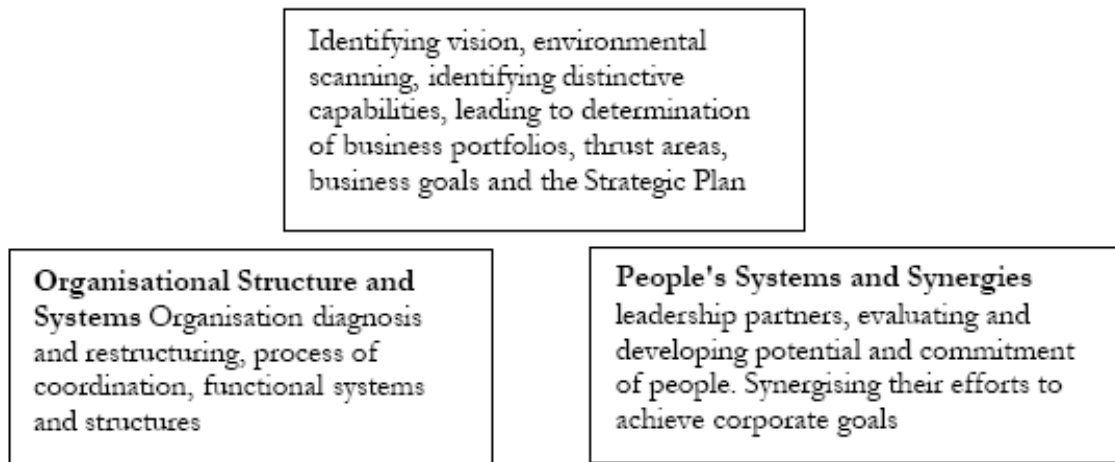 Identifying vision, environmental
scanning, identifying distinctive
capabilities, leading to determination
of business portfolios, thrust areas,
business goals and the Strategic Plan
Organisational Structure and
Systems Organisation diagnosis
and restructuring, process of
coordination, functional systems
and structures
People's Systems and Synergies
leadership partners, evaluating and
developing potential and commitment
of people. Synergising their efforts to
achieve corporate goals